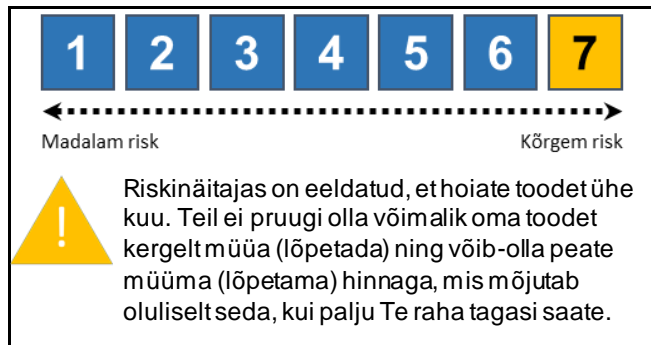 1 2 3 4 5 6 7
Madalam risk Kõrgem risk
!
Riskinäitajas on eeldatud, et hoiate toodet ühe
kuu. Teil ei pruugi olla võimalik oma toodet
kergelt müüa (lõpetada) ning võib-olla peate
müüma (lõpetama) hinnaga, mis mõjutab
oluliselt seda, kui palju Te raha tagasi saate.